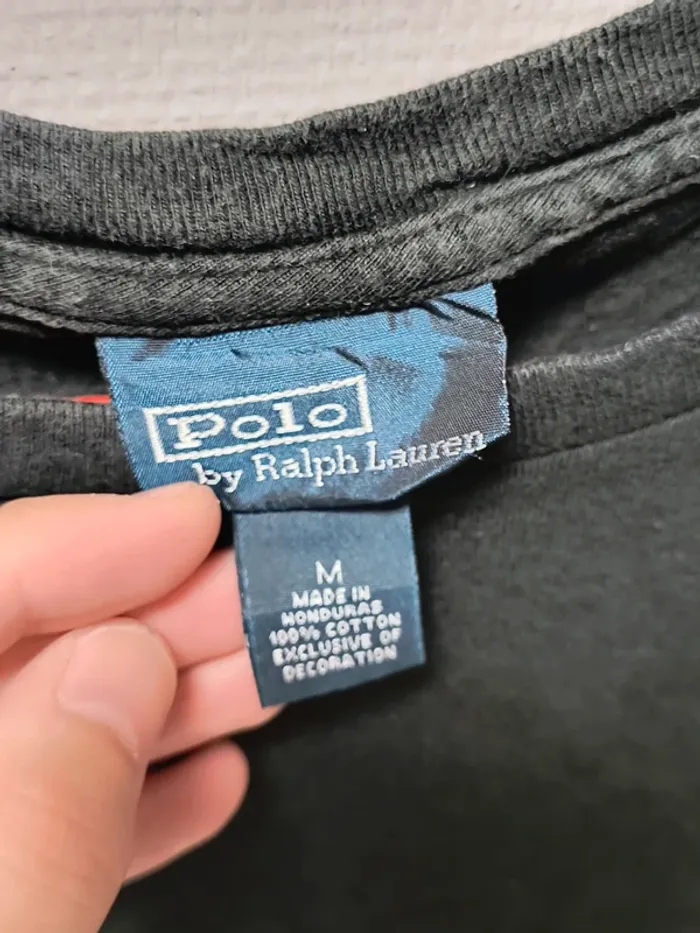 Polo
by Ralph Lauren
M
MADE IN
HONDURAS
100% COTTON
EXCLUSIVE OF
DECORATION